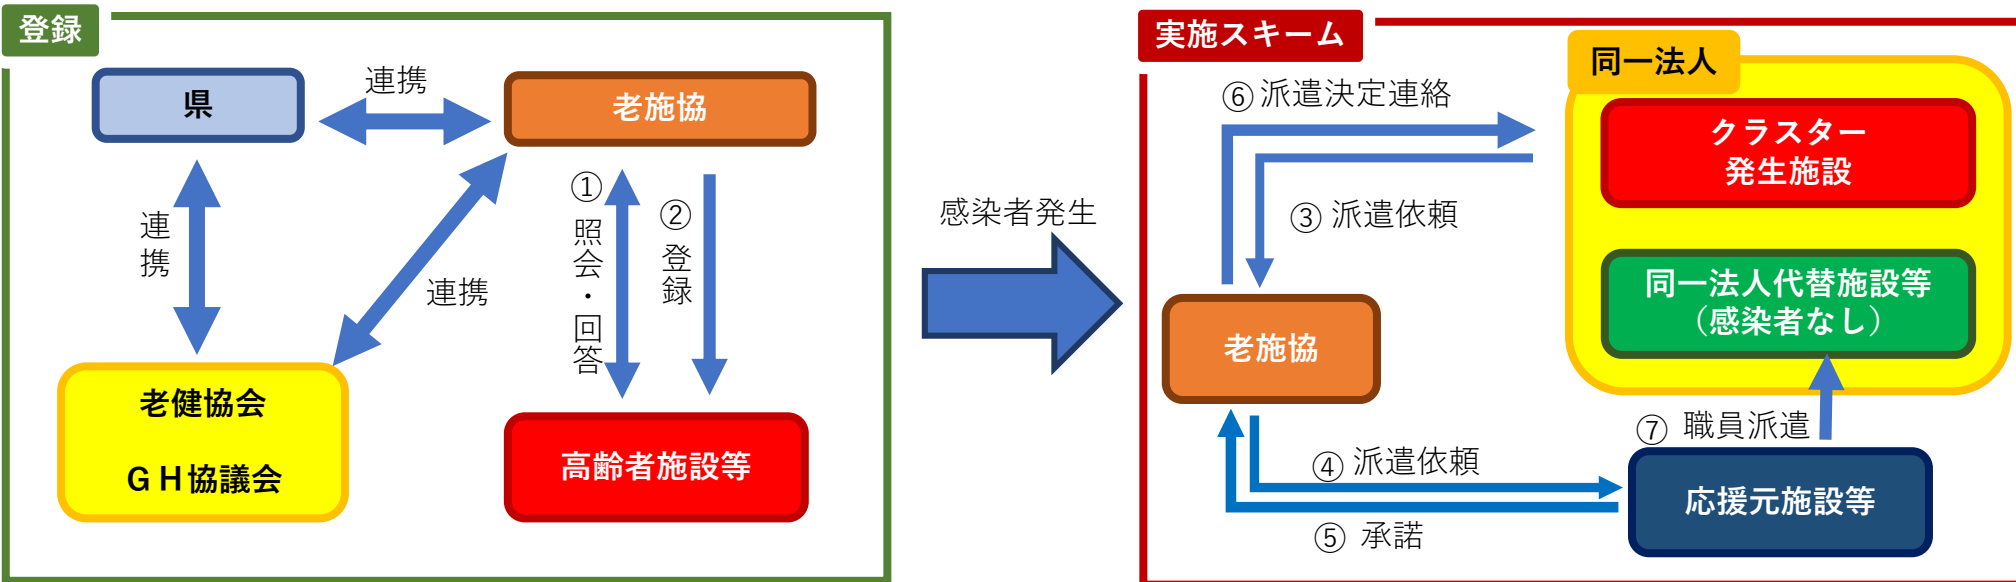 登録
県
連携
老施協
連携
連携
①
照会・回答
②
登録
老健協会
ＧＨ協議会
高齢者施設等
感染者発生
実施スキーム
同一法人
⑥派遣決定連絡
クラスター
発生施設
③派遣依頼
同一法人代替施設等
（感染者なし）
老施協
⑦ 職員派遣
④派遣依頼
応援元施設等
⑤ 承諾